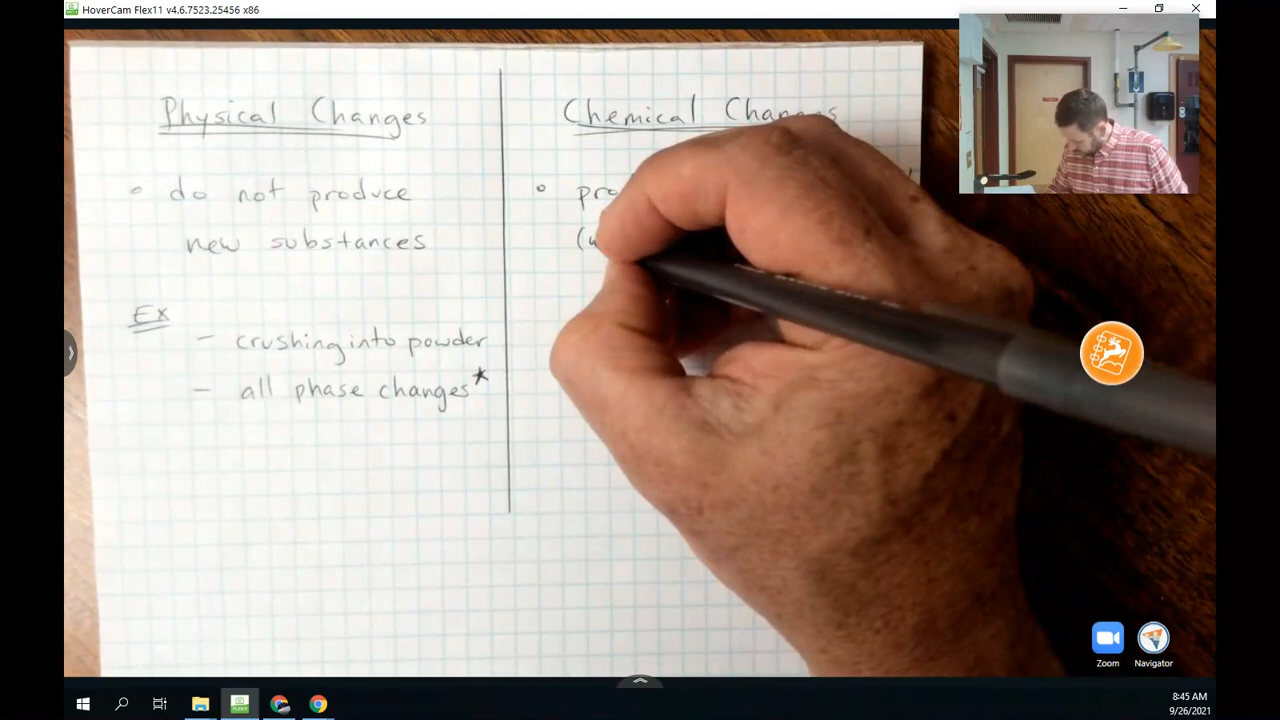 HoverCam Flex11 v4.6.7523.25456 x86
Physical Changes
Chemical Changes
• do not produce
new substances
•
Ex
- crushing into powder
- all phase changes*
Zoom
Navigator
8:45 AM
9/26/2021